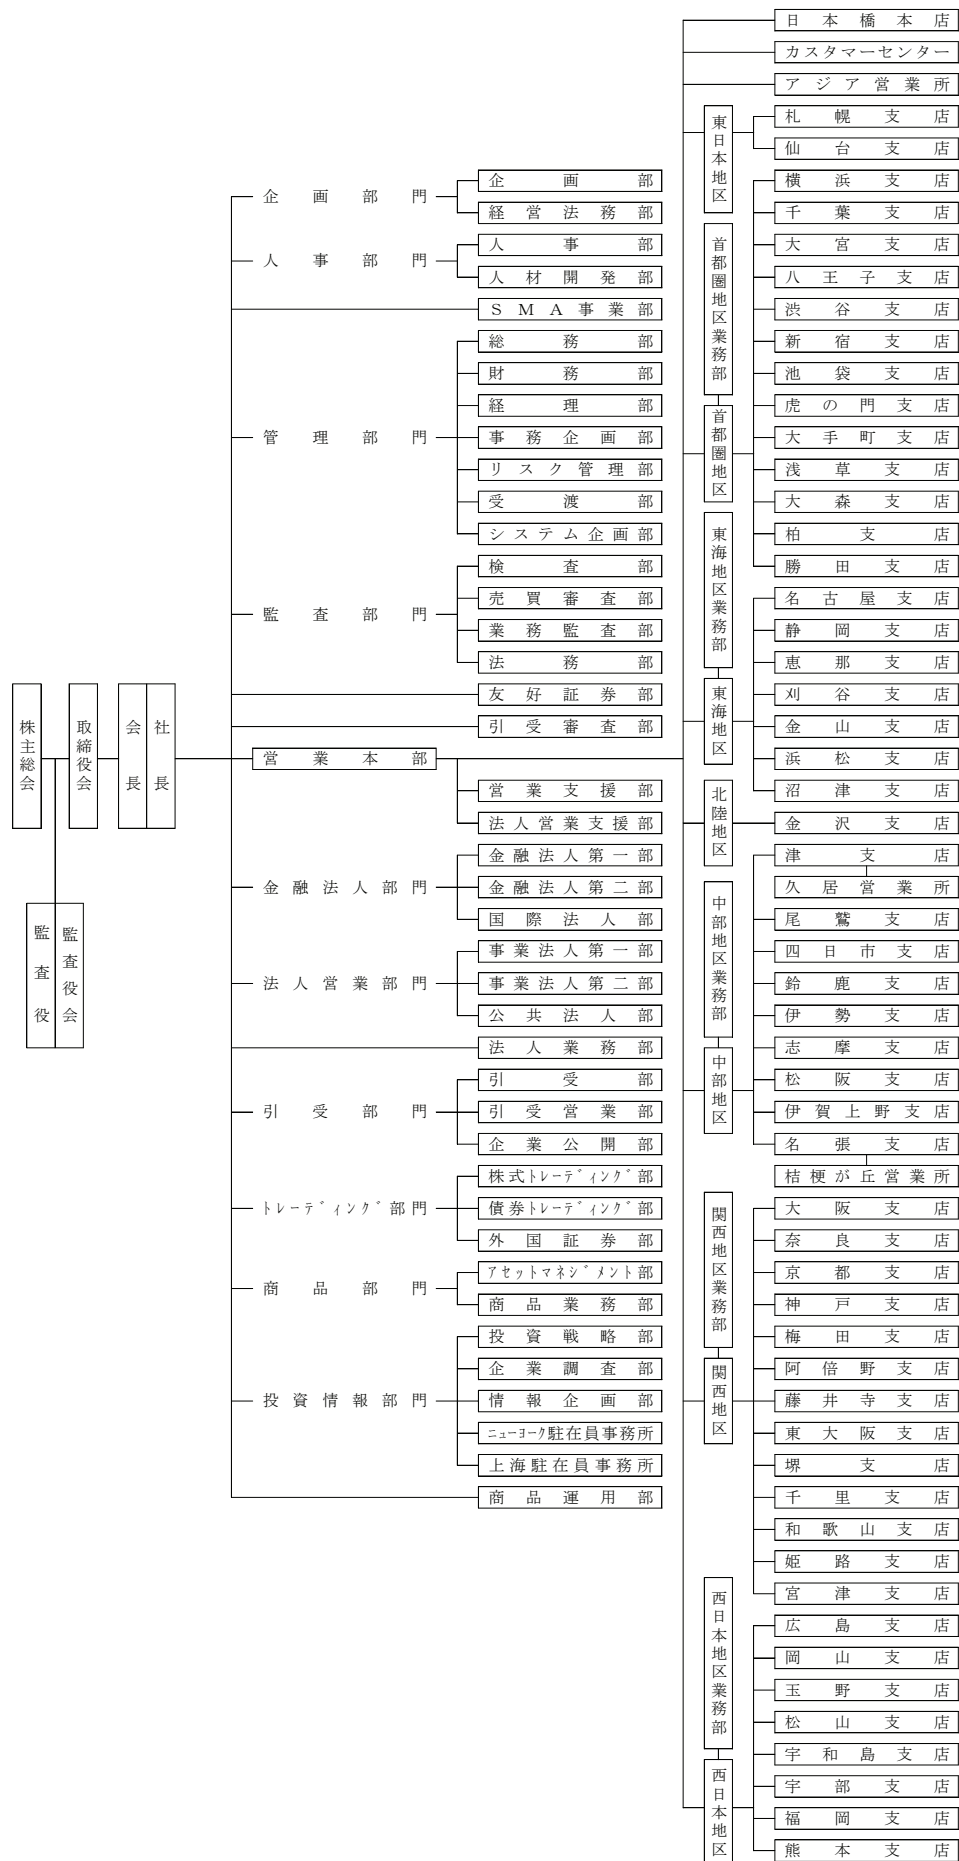 株主総会
取締役会
会長
社長
監査役
監査役会
企画部門
企画部
経営法務部
人事部門
人事部
人材開発部
SMA事業部
管理部門
総務部
財務部
経理部
事務企画部
リスク管理部
受渡部
システム企画部
監査部門
検査部
売買審査部
業務監査部
法務部
友好証券部
引受審査部
営業本部
営業支援部
法人営業支援部
金融法人部門
金融法人第一部
金融法人第二部
国際法人部
法人営業部門
事業法人第一部
事業法人第二部
公共法人部
法人業務部
引受部門
引受部
引受営業部
企業公開部
トレーディング部門
株式トレーディング部
債券トレーディング部
外国証券部
商品部門
アセットマネジメント部
商品業務部
投資情報部門
投資戦略部
企業調査部
情報企画部
ニューヨーク駐在員事務所
上海駐在員事務所
商品運用部
日本橋本店
カスタマーセンター
アジア営業所
東日本地区
札幌支店
仙台支店
首都圏地区業務部
首都圏地区
横浜支店
千葉支店
大宮支店
八王子支店
渋谷支店
新宿支店
池袋支店
虎の門支店
大手町支店
浅草支店
大森支店
柏支店
勝田支店
東海地区業務部
東海地区
名古屋支店
静岡支店
恵那支店
刈谷支店
金山支店
浜松支店
沼津支店
北陸地区
金沢支店
中部地区業務部
中部地区
津支店
久居営業所
尾鷲支店
四日市支店
鈴鹿支店
伊勢支店
志摩支店
松阪支店
伊賀上野支店
名張支店
桔梗が丘営業所
関西地区業務部
関西地区
大阪支店
奈良支店
京都支店
神戸支店
梅田支店
阿倍野支店
藤井寺支店
東大阪支店
堺支店
千里支店
和歌山支店
姫路支店
宮津支店
西日本地区業務部
西日本地区
広島支店
岡山支店
玉野支店
松山支店
宇和島支店
宇部支店
福岡支店
熊本支店